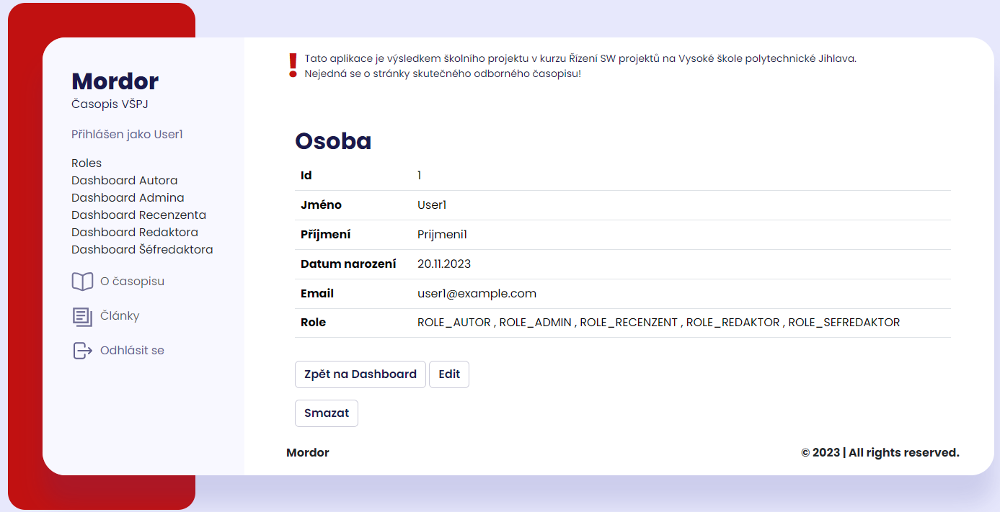 Mordor
Časopis VŠPJ
Přihlášen jako User1
Roles
Dashboard Autora
Dashboard Admina
Dashboard Recenzenta
Dashboard Redaktora
Dashboard Šéfredaktora
O časopisu
Články
Odhlásit se
Tato aplikace je výsledkem školního projektu v kurzu Řízení SW projektů na Vysoké škole polytechnické Jihlava.
Nejedná se o stránky skutečného odborného časopisu!
Osoba
Id 1
Jméno User1
Příjmení Prijmeni1
Datum narození 20.11.2023
Email user1@example.com
Role ROLE_AUTOR , ROLE_ADMIN , ROLE_RECENZENT , ROLE_REDAKTOR , ROLE_SEFREDAKTOR
Zpět na Dashboard Edit
Smazat
Mordor © 2023 | All rights reserved.